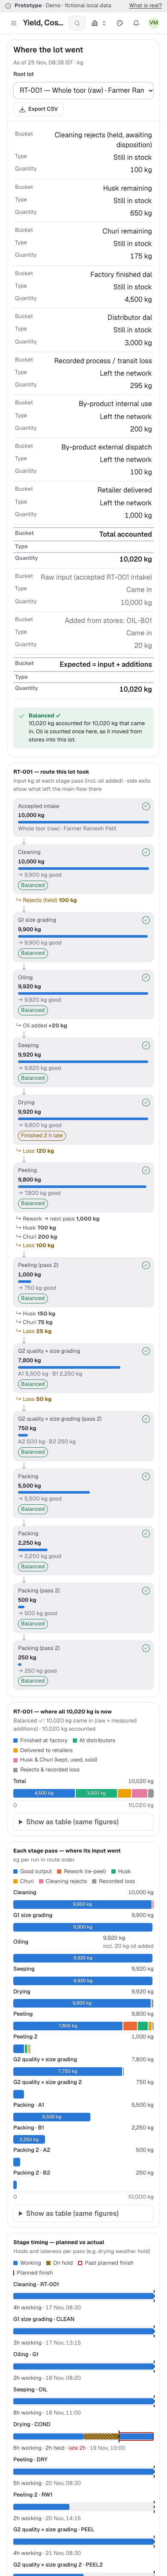 Prototype · Demo · fictional local data What is real?
Yield, Cos...
VM
Where the lot went
As of 25 Nov, 08:38 IST · kg
Root lot
RT-001 — Whole toor (raw) · Farmer Ran
Export CSV
Bucket Cleaning rejects (held, awaiting disposition)
Type Still in stock
Quantity 100 kg
Bucket Husk remaining
Type Still in stock
Quantity 650 kg
Bucket Churi remaining
Type Still in stock
Quantity 175 kg
Bucket Factory finished dal
Type Still in stock
Quantity 4,500 kg
Bucket Distributor dal
Type Still in stock
Quantity 3,000 kg
Bucket Recorded process / transit loss
Type Left the network
Quantity 295 kg
Bucket By-product internal use
Type Left the network
Quantity 200 kg
Bucket By-product external dispatch
Type Left the network
Quantity 100 kg
Bucket Retailer delivered
Type Left the network
Quantity 1,000 kg
Bucket Total accounted
Type
Quantity 10,020 kg
Bucket Raw input (accepted RT-001 intake)
Type Came in
Quantity 10,000 kg
Bucket Added from stores: OIL-B01
Type Came in
Quantity 20 kg
Bucket Expected = input + additions
Type
Quantity 10,020 kg
Balanced ✓
10,020 kg accounted for 10,020 kg that came in. Oil is counted once here, as it moved from stores into this lot.
RT-001 — route this lot took
Input kg at each stage pass (incl. oil added) · side exits show what left the main flow there
Accepted intake
10,000 kg
Whole toor (raw) · Farmer Ramesh Patil
Cleaning
10,000 kg
→ 9,900 kg good
Balanced
↳ Rejects (held) 100 kg
G1 size grading
9,900 kg
→ 9,900 kg good
Balanced
Oiling
9,920 kg
→ 9,920 kg good
Balanced
↳ Oil added +20 kg
Seeping
9,920 kg
→ 9,920 kg good
Balanced
Drying
9,920 kg
→ 9,800 kg good
Finished 2 h late
↳ Loss 120 kg
Peeling
9,800 kg
→ 7,800 kg good
Balanced
↳ Rework → next pass 1,000 kg
↳ Husk 700 kg
↳ Churi 200 kg
↳ Loss 100 kg
Peeling (pass 2)
1,000 kg
→ 750 kg good
Balanced
↳ Husk 150 kg
↳ Churi 75 kg
↳ Loss 25 kg
G2 quality × size grading
7,800 kg
A1 5,500 kg · B1 2,250 kg
Balanced
↳ Loss 50 kg
G2 quality × size grading (pass 2)
750 kg
A2 500 kg · B2 250 kg
Balanced
Packing
5,500 kg
→ 5,500 kg good
Balanced
Packing
2,250 kg
→ 2,250 kg good
Balanced
Packing (pass 2)
500 kg
→ 500 kg good
Balanced
Packing (pass 2)
250 kg
→ 250 kg good
Balanced
RT-001 — where all 10,020 kg is now
Balanced ✓: 10,020 kg came in (raw + measured additions) · 10,020 kg accounted
Finished at factory At distributors
Delivered to retailers
Husk & Churi (kept, used, sold)
Rejects & recorded loss
Total 10,020 kg
4,500 kg 3,000 kg
0 10,020 kg
▶ Show as table (same figures)
Each stage pass — where its input went
kg per run in route order
Good output Rework (re-peel) Husk
Churi Cleaning rejects Recorded loss
Cleaning 10,000 kg
9,900 kg
G1 size grading 9,900 kg
9,900 kg
Oiling 9,920 kg
incl. 20 kg oil added
9,920 kg
Seeping 9,920 kg
9,920 kg
Drying 9,920 kg
9,800 kg
Peeling 9,800 kg
7,800 kg
Peeling 2 1,000 kg
G2 quality × size grading 7,800 kg
7,750 kg
G2 quality × size grading 2 750 kg
Packing · A1 5,500 kg
5,500 kg
Packing · B1 2,250 kg
2,250 kg
Packing 2 · A2 500 kg
Packing 2 · B2 250 kg
0 10,000 kg
▶ Show as table (same figures)
Stage timing — planned vs actual
Holds and lateness per pass (e.g. drying weather hold)
Working On hold Past planned finish
Planned finish
Cleaning · RT-001
4h working · 17 Nov, 08:30
G1 size grading · CLEAN
3h working · 17 Nov, 13:15
Oiling · G1
2h working · 18 Nov, 08:20
Seeping · OIL
8h working · 18 Nov, 11:00
Drying · COND
6h working · 2h held · late 2h · 19 Nov, 10:00
Peeling · DRY
5h working · 20 Nov, 08:30
Peeling 2 · RW1
2h working · 20 Nov, 14:15
G2 quality × size grading · PEEL
4h working · 21 Nov, 08:30
G2 quality × size grading 2 · PEEL2